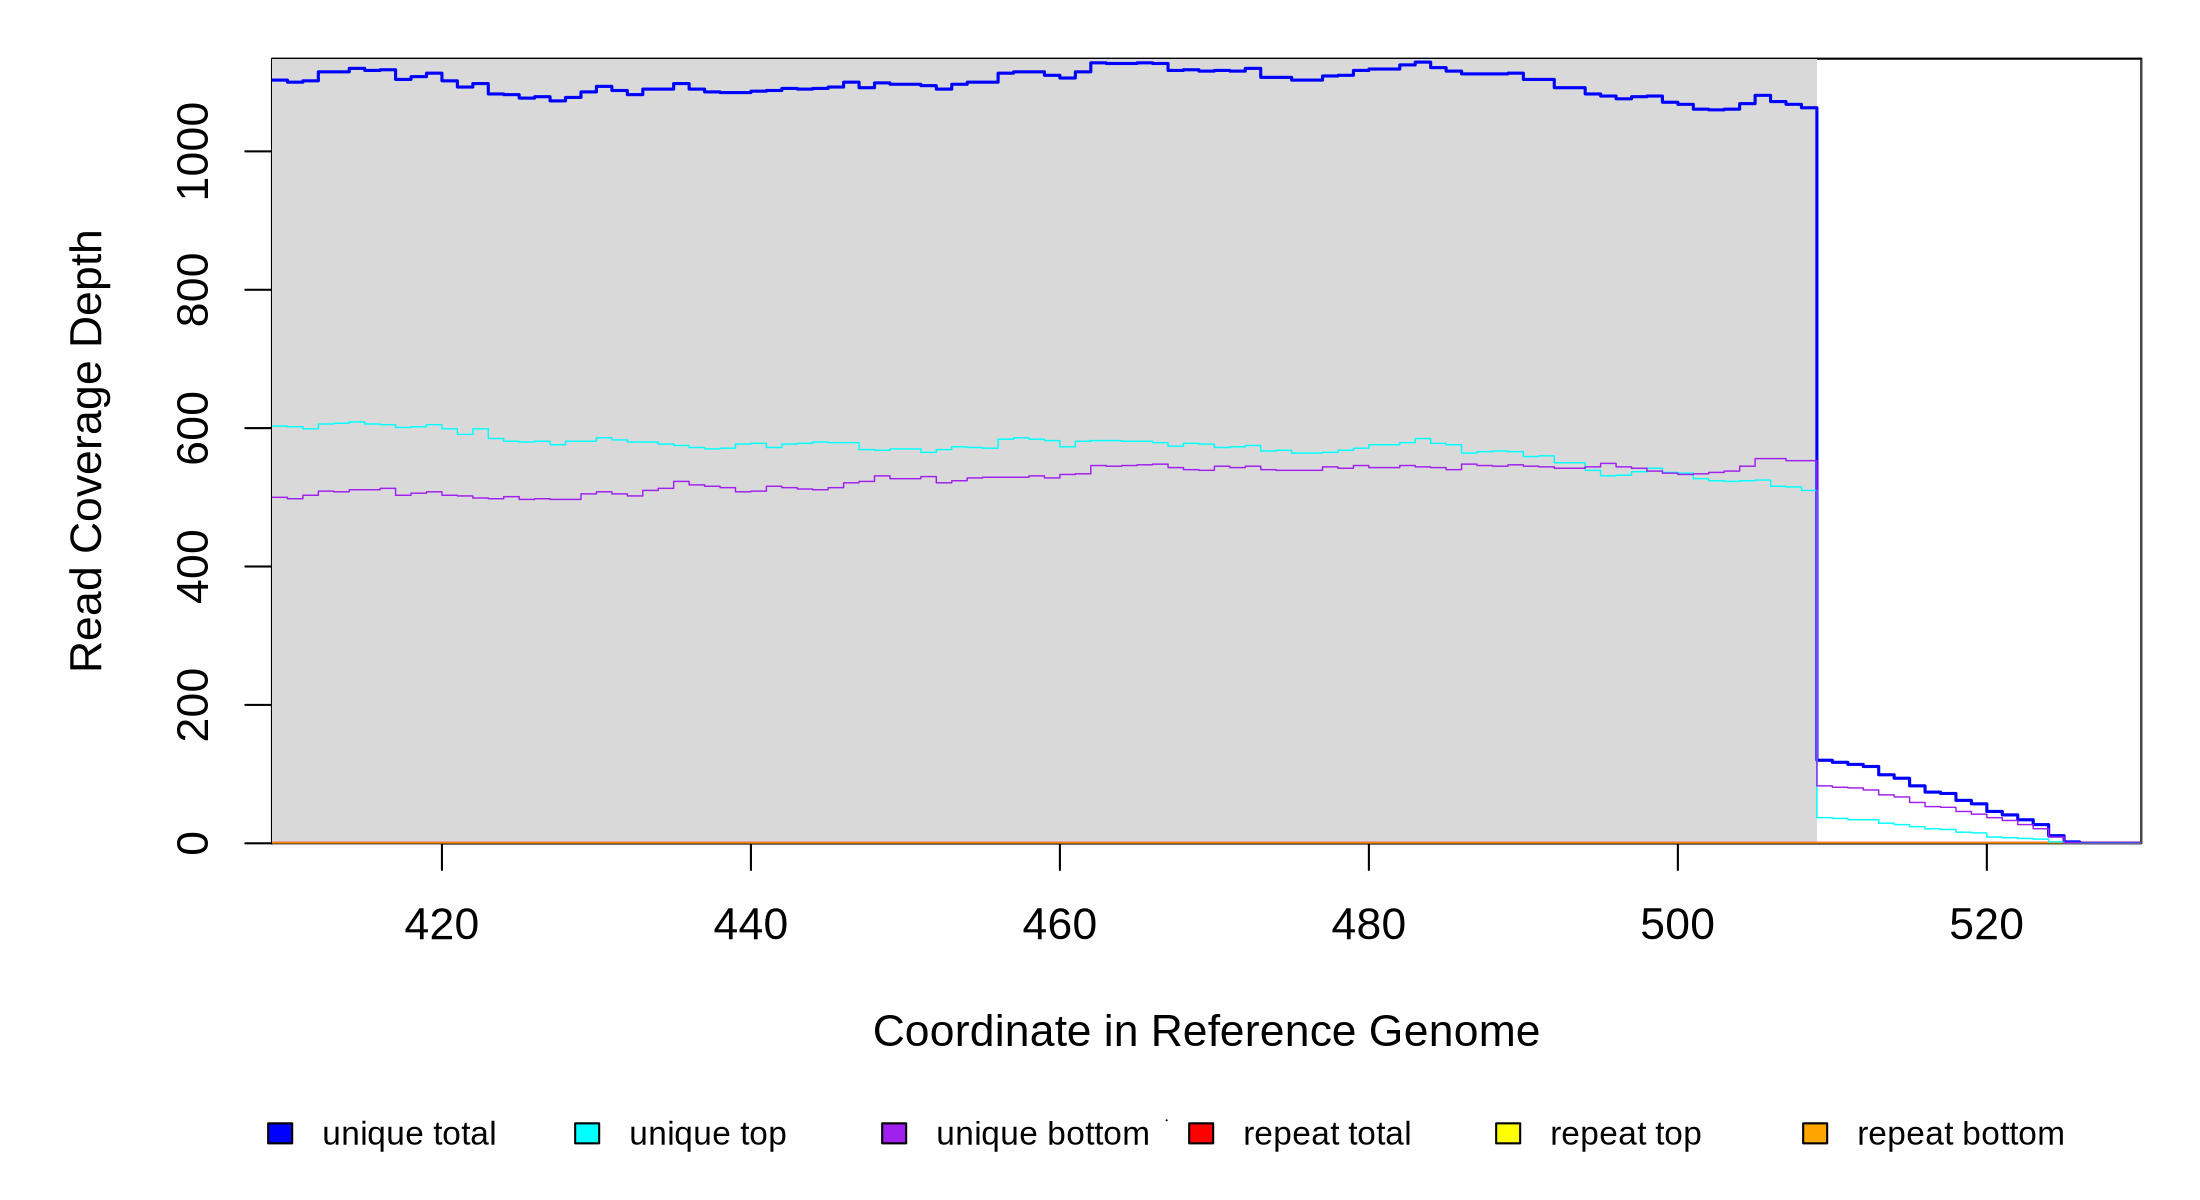 Read Coverage Depth
1000
800
600
400
200
0
420 440 460 480 500 520
Coordinate in Reference Genome
unique total unique top unique bottom repeat total repeat top repeat bottom